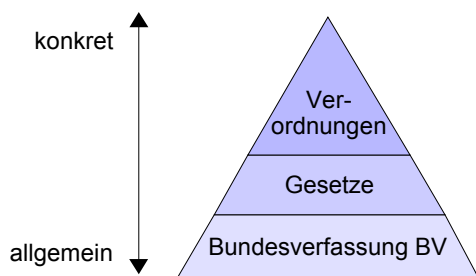 konkret
Ver-
ordnungen
Gesetze
allgemein
Bundesverfassung BV